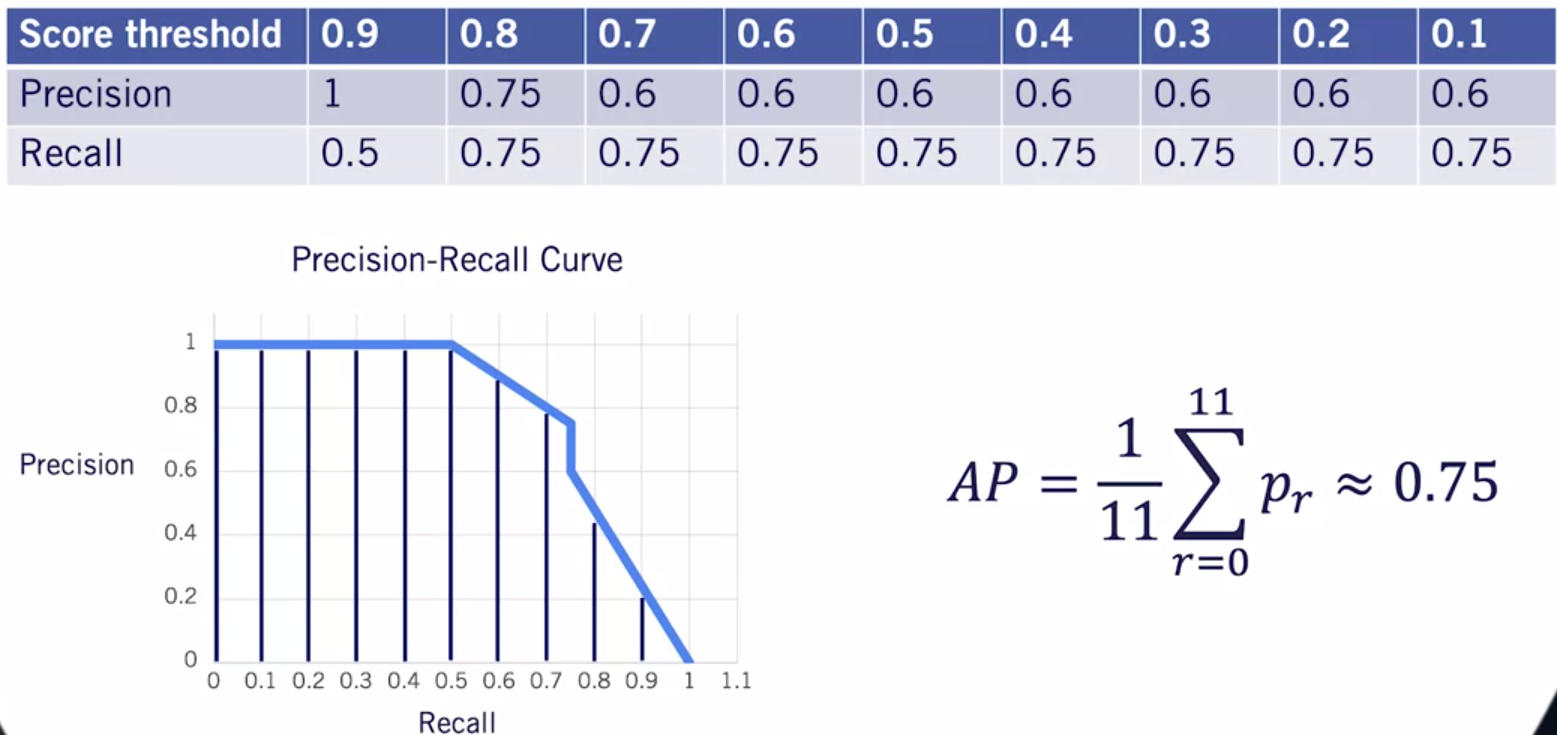 Score threshold 0.9 0.8 0.7 0.6 0.5 0.4 0.3 0.2 0.1
Precision 1 0.75 0.6 0.6 0.6 0.6 0.6 0.6 0.6
Recall 0.5 0.75 0.75 0.75 0.75 0.75 0.75 0.75 0.75
Precision-Recall Curve
1
0.8
0.6
0.4
0.2
0
Precision
0 0.1 0.2 0.3 0.4 0.5 0.6 0.7 0.8 0.9 1 1.1
Recall
AP = \frac{1}{11} \sum_{r=0}^{11} p_r ≈ 0.75